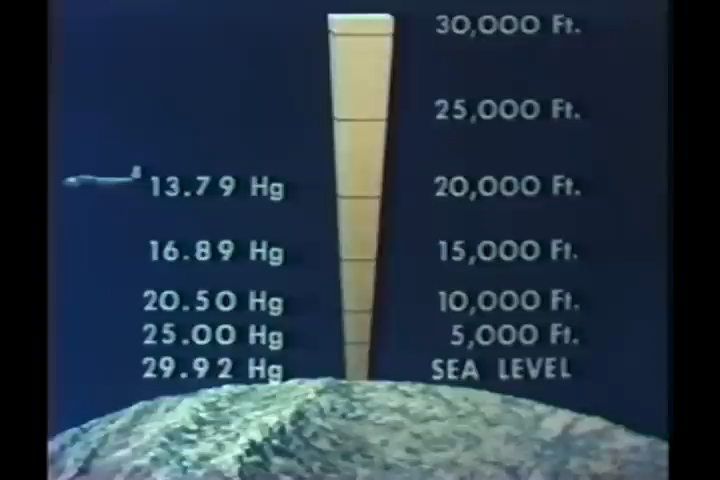 30,000 Ft.
25,000 Ft.
13.79 Hg 20,000 Ft.
16.89 Hg 15,000 Ft.
20.50 Hg 10,000 Ft.
25.00 Hg 5,000 Ft.
29.92 Hg SEA LEVEL